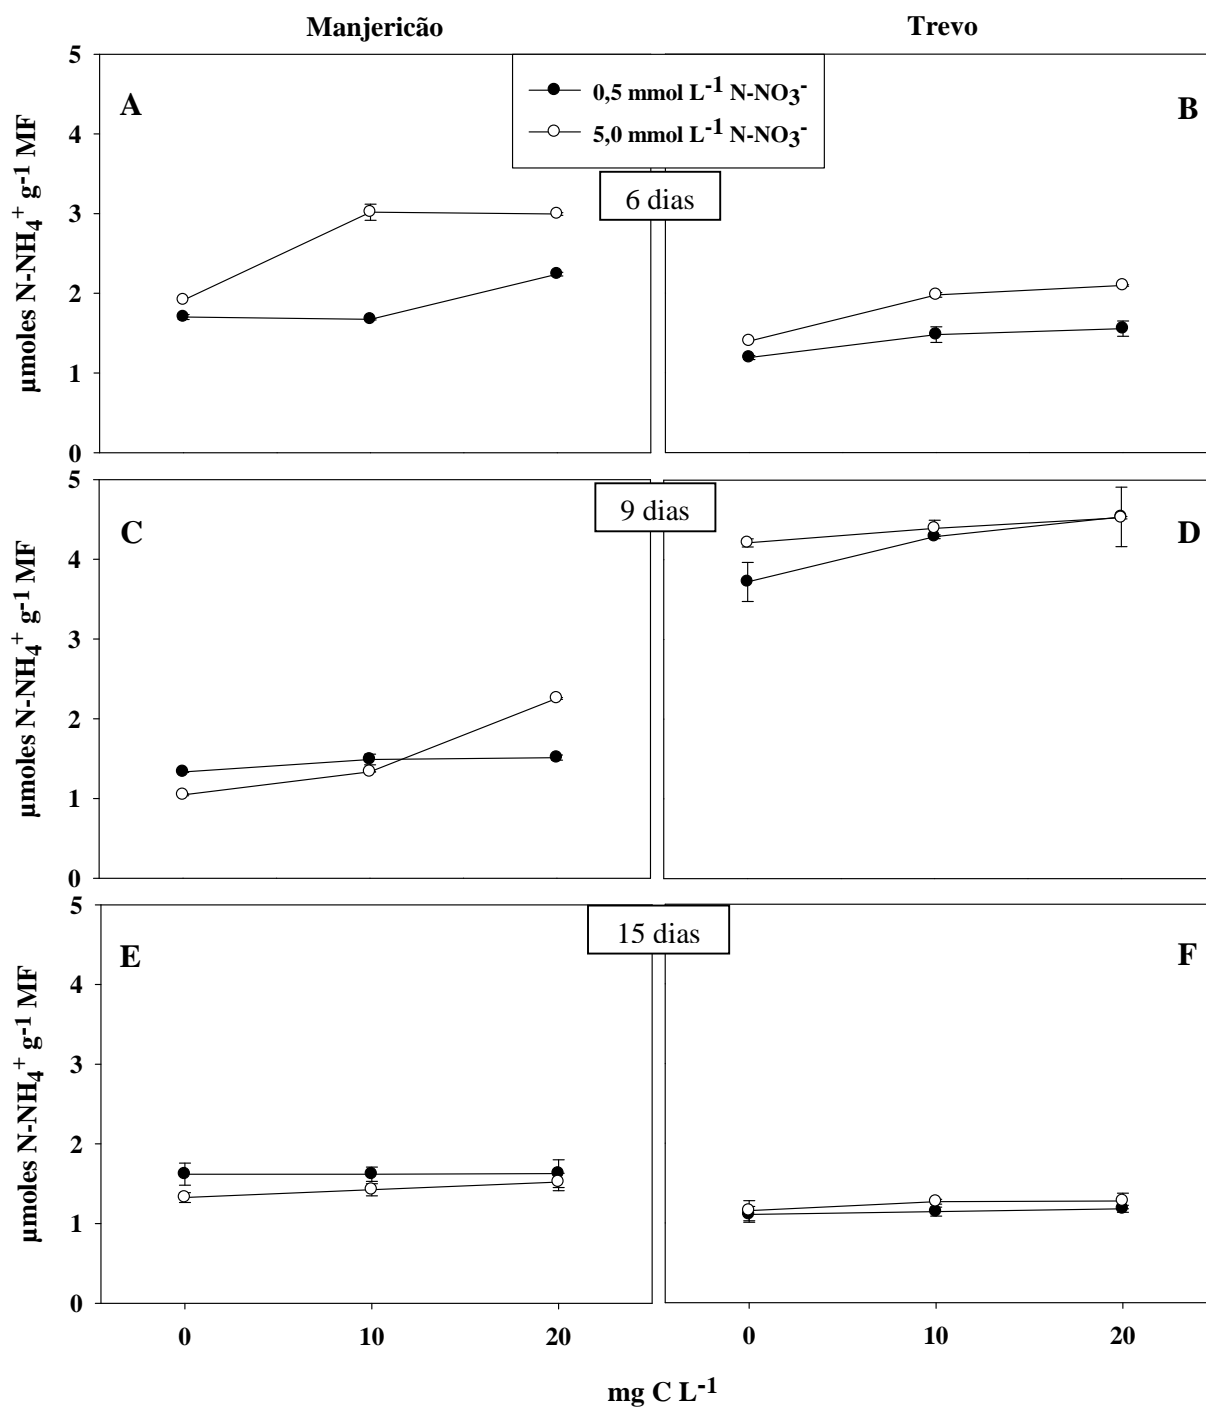 Manjericão
Trevo
5
4
3
2
1
0
µmoles N-NH4+ g-1 MF
A
0,5 mmol L-1 N-NO3-
5,0 mmol L-1 N-NO3-
B
6 dias
5
4
3
2
1
0
µmoles N-NH4+ g-1 MF
C
9 dias
D
5
4
3
2
1
0
µmoles N-NH4+ g-1 MF
E
15 dias
F
0 10 20
0 10 20
mg C L-1